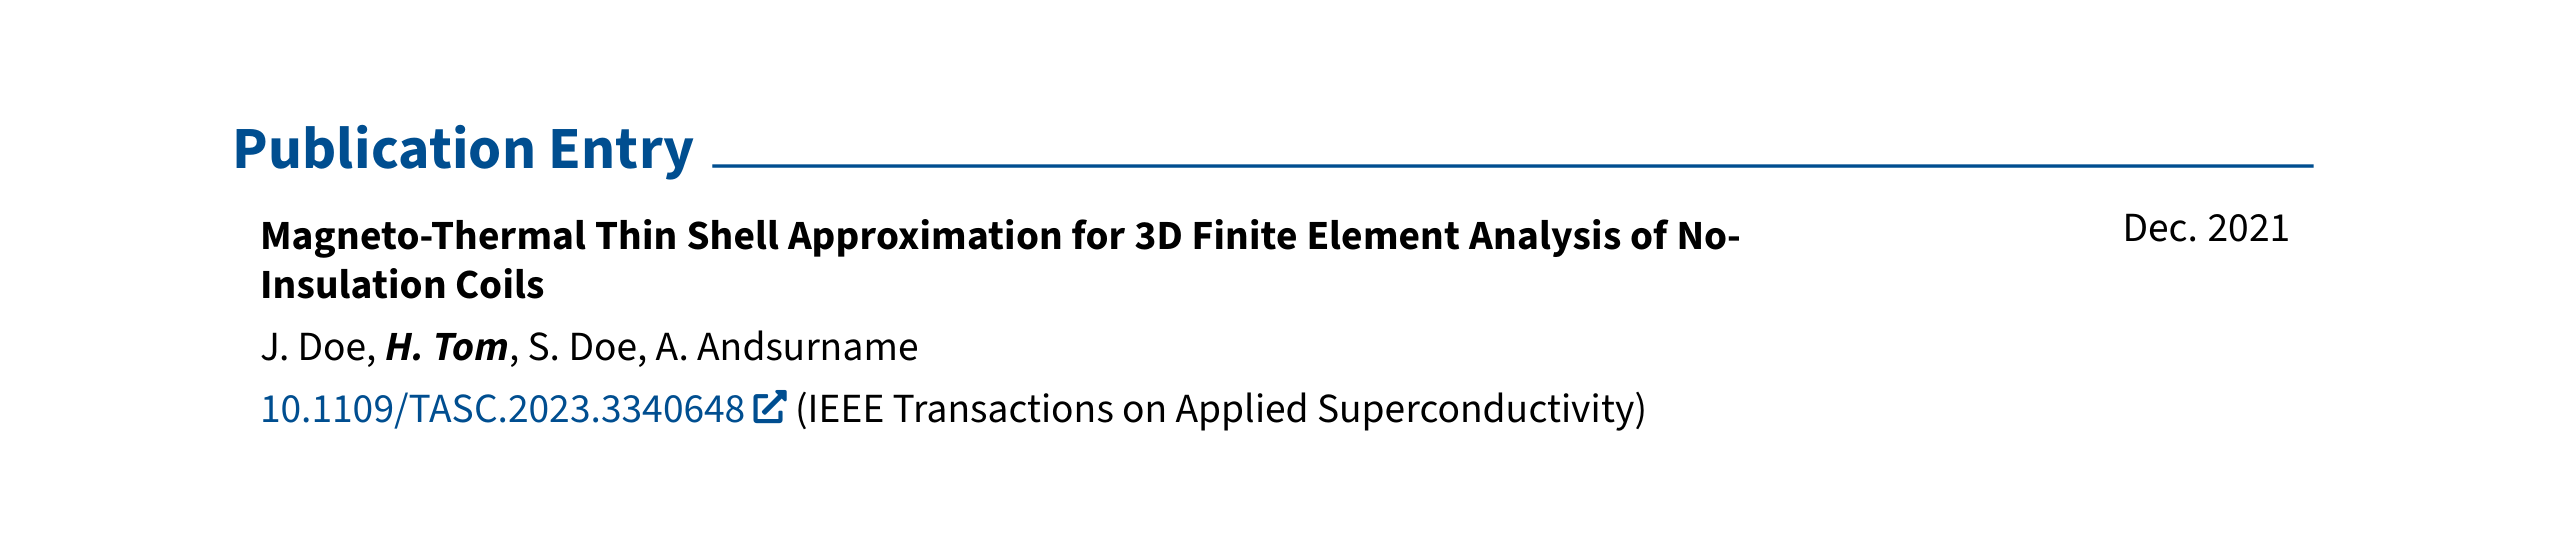 Publication Entry
Magneto-Thermal Thin Shell Approximation for 3D Finite Element Analysis of No-
Insulation Coils
Dec. 2021
J. Doe, H. Tom, S. Doe, A. Andsurname
10.1109/TASC.2023.3340648 (IEEE Transactions on Applied Superconductivity)